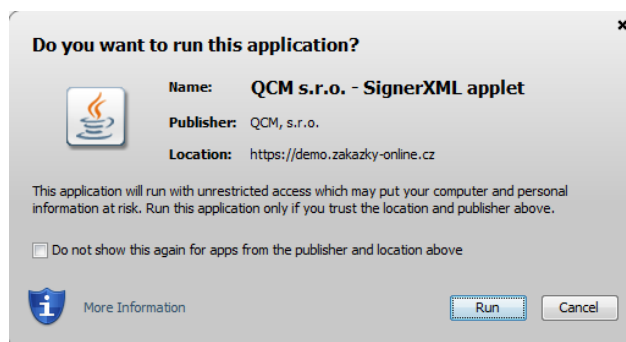 Do you want to run this application?
Name: QCM s.r.o. - SignerXML applet
Publisher: QCM, s.r.o.
Location: https://demo.zakazky-online.cz
This application will run with unrestricted access which may put your computer and personal
information at risk. Run this application only if you trust the location and publisher above.
Do not show this again for apps from the publisher and location above
More Information
Run Cancel